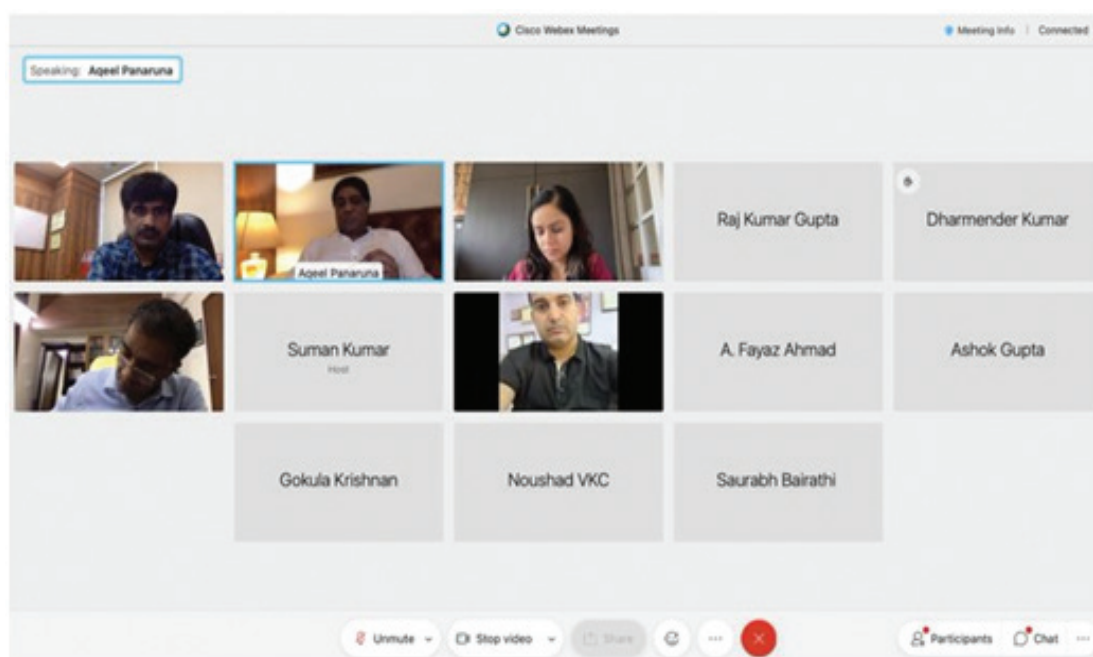 Cisco Webex Meetings
Meeting Info | Connected
Speaking: Aqeel Panaruna
Aqeel Panaruna
Raj Kumar Gupta
Dharmender Kumar
Suman Kumar
Host
A. Fayaz Ahmad
Ashok Gupta
Gokula Krishnan
Noushad VKC
Saurabh Bairathi
Unmute
Stop video
Share
Participants
Chat